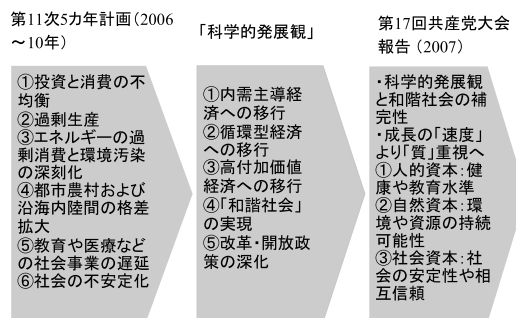 第11次5カ年計画（2006
～10年）
「科学的発展観」
第17回共産党大会
報告（2007）
①投資と消費の不
均衡
②過剰生産
③エネルギーの過
剰消費と環境汚染
の深刻化
④都市農村および
沿海内陸間の格差
拡大
⑤教育や医療など
の社会事業の遅延
⑥社会の不安定化
①内需主導経
済への移行
②循環型経済
への移行
③高付加価値
経済への移行
④「和諧社会」
の実現
⑤改革・開放政
策の深化
・科学的発展観
と和階社会の補
完性
・成長の「速度」
より「質」重視へ
①人的資本：健
康や教育水準
②自然資本：環
境や資源の持続
可能性
③社会資本：社
会の安定性や相
互信頼